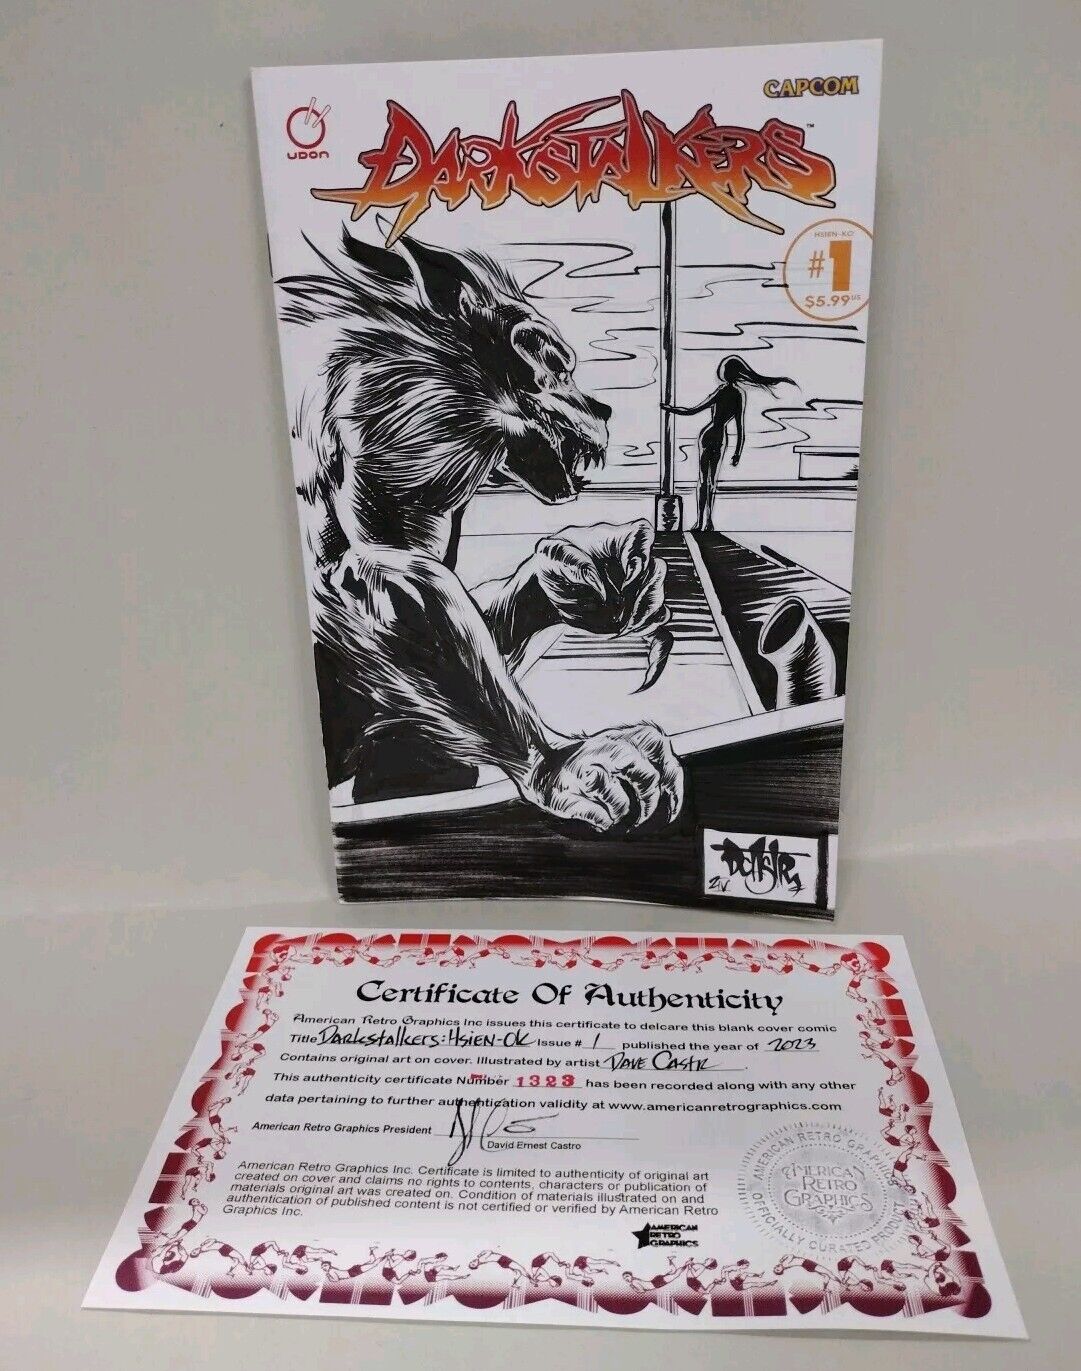 UDON
CAPCOM
DARKSTALKERS™
HSIEN-KO
#1
$5.99 US
DCASTR
Certificate Of Authenticity
American Retro Graphics Inc issues this certificate to delcare this blank cover comic
Title Darkstalkers: Hsien-OK Issue # 1 published the year of 2023
Contains original art on cover. Illustrated by artist Dave Castr
This authenticity certificate Number 1323 has been recorded along with any other
data pertaining to further authentication validity at www.americanretrographics.com
American Retro Graphics President
David Ernest Castro
American Retro Graphics Inc. Certificate is limited to authenticity of original art
created on cover and claims no rights to contents, characters or publication of
materials original art was created on. Condition of materials illustrated on and
authentication of published content is not certified or verified by American Retro
Graphics Inc.
AMERICAN
RETRO
GRAPHICS
AMERICAN RETRO GRAPHICS
AMERICAN
RETRO
GRAPHICS
OFFICIALLY CURATED PRODUCT